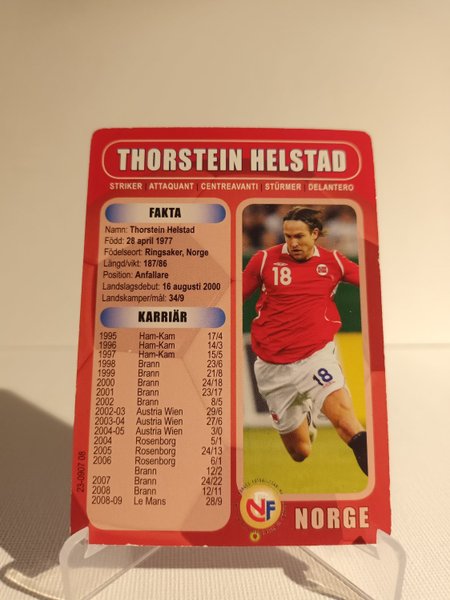 THORSTEIN HELSTAD
STRIKER | ATTAQUANT | CENTREAVANTI | STÜRMER | DELANTERO
FAKTA
Namn: Thorstein Helstad
Född: 28 april 1977
Födelseort: Ringsaker, Norge
Längd/vikt: 187/86
Position: Anfallare
Landslagsdebut: 16 augusti 2000
Landskamper/mål: 34/9
KARRIÄR
1995 Ham-Kam 17/4
1996 Ham-Kam 14/3
1997 Ham-Kam 15/5
1998 Brann 23/6
1999 Brann 21/8
2000 Brann 24/18
2001 Brann 23/17
2002 Brann 8/5
2002-03 Austria Wien 29/6
2003-04 Austria Wien 27/6
2004-05 Austria Wien 3/0
2004 Rosenborg 5/1
2005 Rosenborg 24/13
2006 Rosenborg 6/1
Brann 12/2
2007 Brann 24/22
2008 Brann 12/11
2008-09 Le Mans 28/9
23-0907 08
18
18
NFF
NORGE